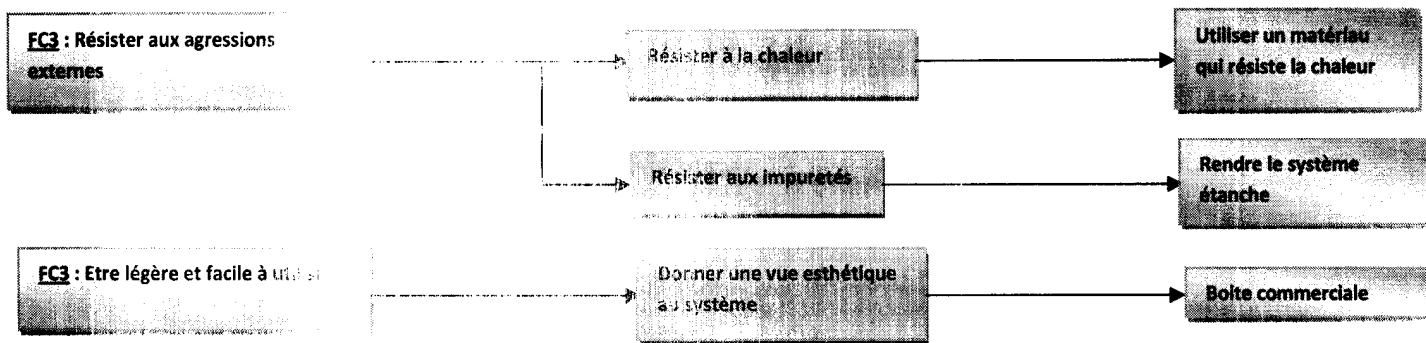 FC3 : Résister aux agressions
externes
Résister à la chaleur
Utiliser un matériau
qui résiste la chaleur
Résister aux impuretés
Rendre le système
étanche
FC3 : Etre légère et facile à
Donner une vue esthétique
au système
Boite commerciale